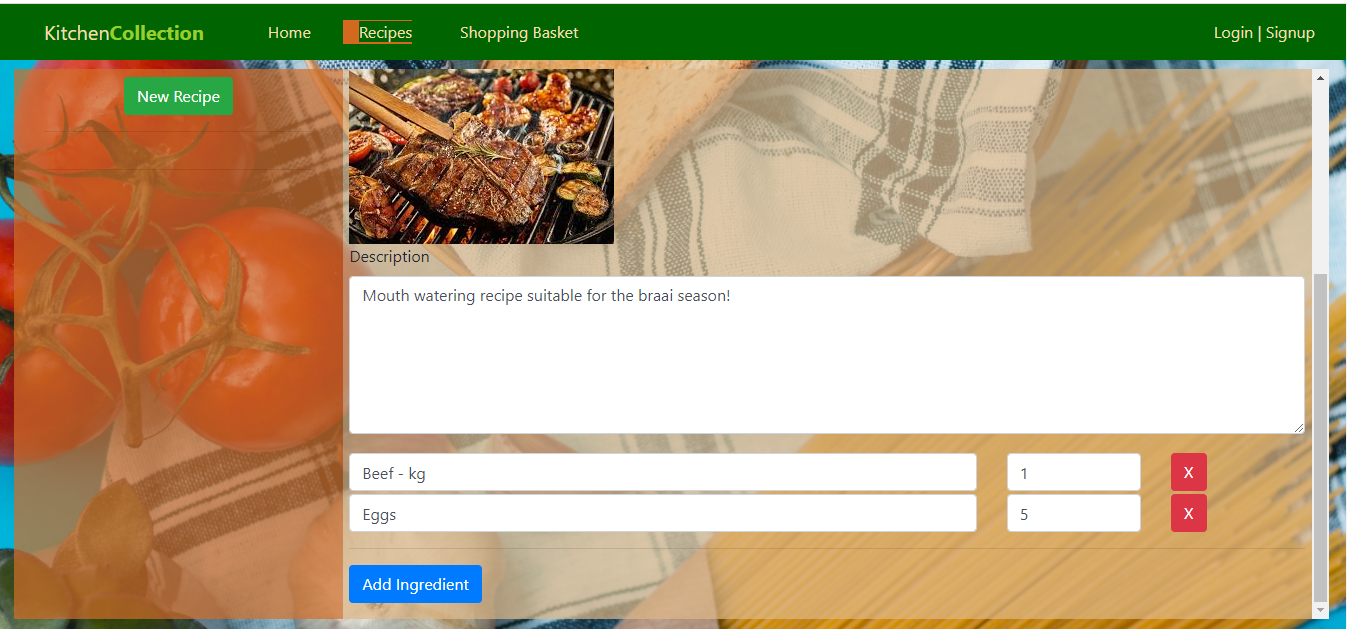 KitchenCollection Home Recipes Shopping Basket Login | Signup
New Recipe
Description
Mouth watering recipe suitable for the braai season!
Beef - kg 1 X
Eggs 5 X
Add Ingredient